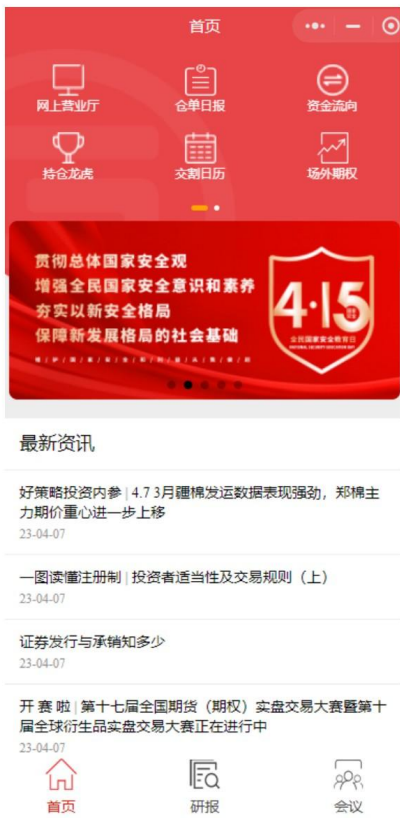 首页
网上营业厅 仓单日报 资金流向
持仓龙虎 交割日历 场外期权
贯彻总体国家安全观
增强全民国家安全意识和素养
夯实以新安全格局
保障新发展格局的社会基础
4·15
全民国家安全教育日
最新资讯
好策略投资内参 | 4.7 3月疆棉发运数据表现强劲，郑棉主
力期价重心进一步上移
23-04-07
一图读懂注册制 | 投资者适当性及交易规则（上）
23-04-07
证券发行与承销知多少
23-04-07
开 赛 啦 | 第十七届全国期货（期权）实盘交易大赛暨第十
届全球衍生品实盘交易大赛正在进行中
23-04-07
首页 研报 会议